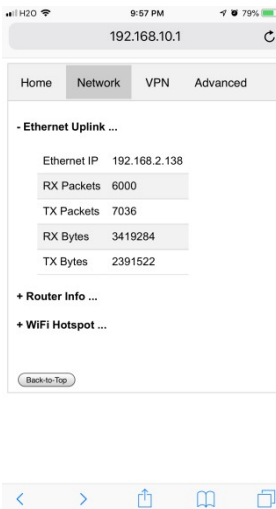 H2O 9:57 PM 79%
192.168.10.1
Home Network VPN Advanced
- Ethernet Uplink ...
Ethernet IP 192.168.2.138
RX Packets 6000
TX Packets 7036
RX Bytes 3419284
TX Bytes 2391522
+ Router Info ...
+ WiFi Hotspot ...
Back-to-Top